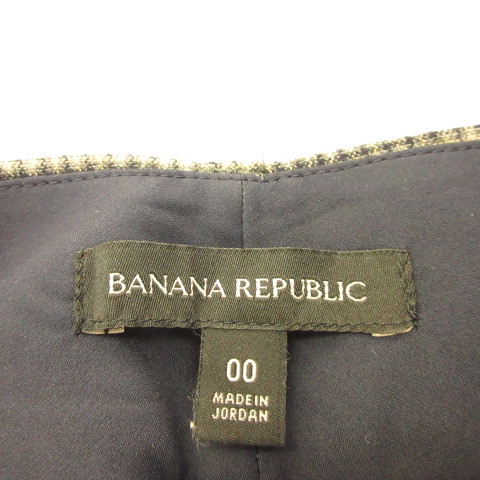 BANANA REPUBLIC
00
MADE IN
JORDAN